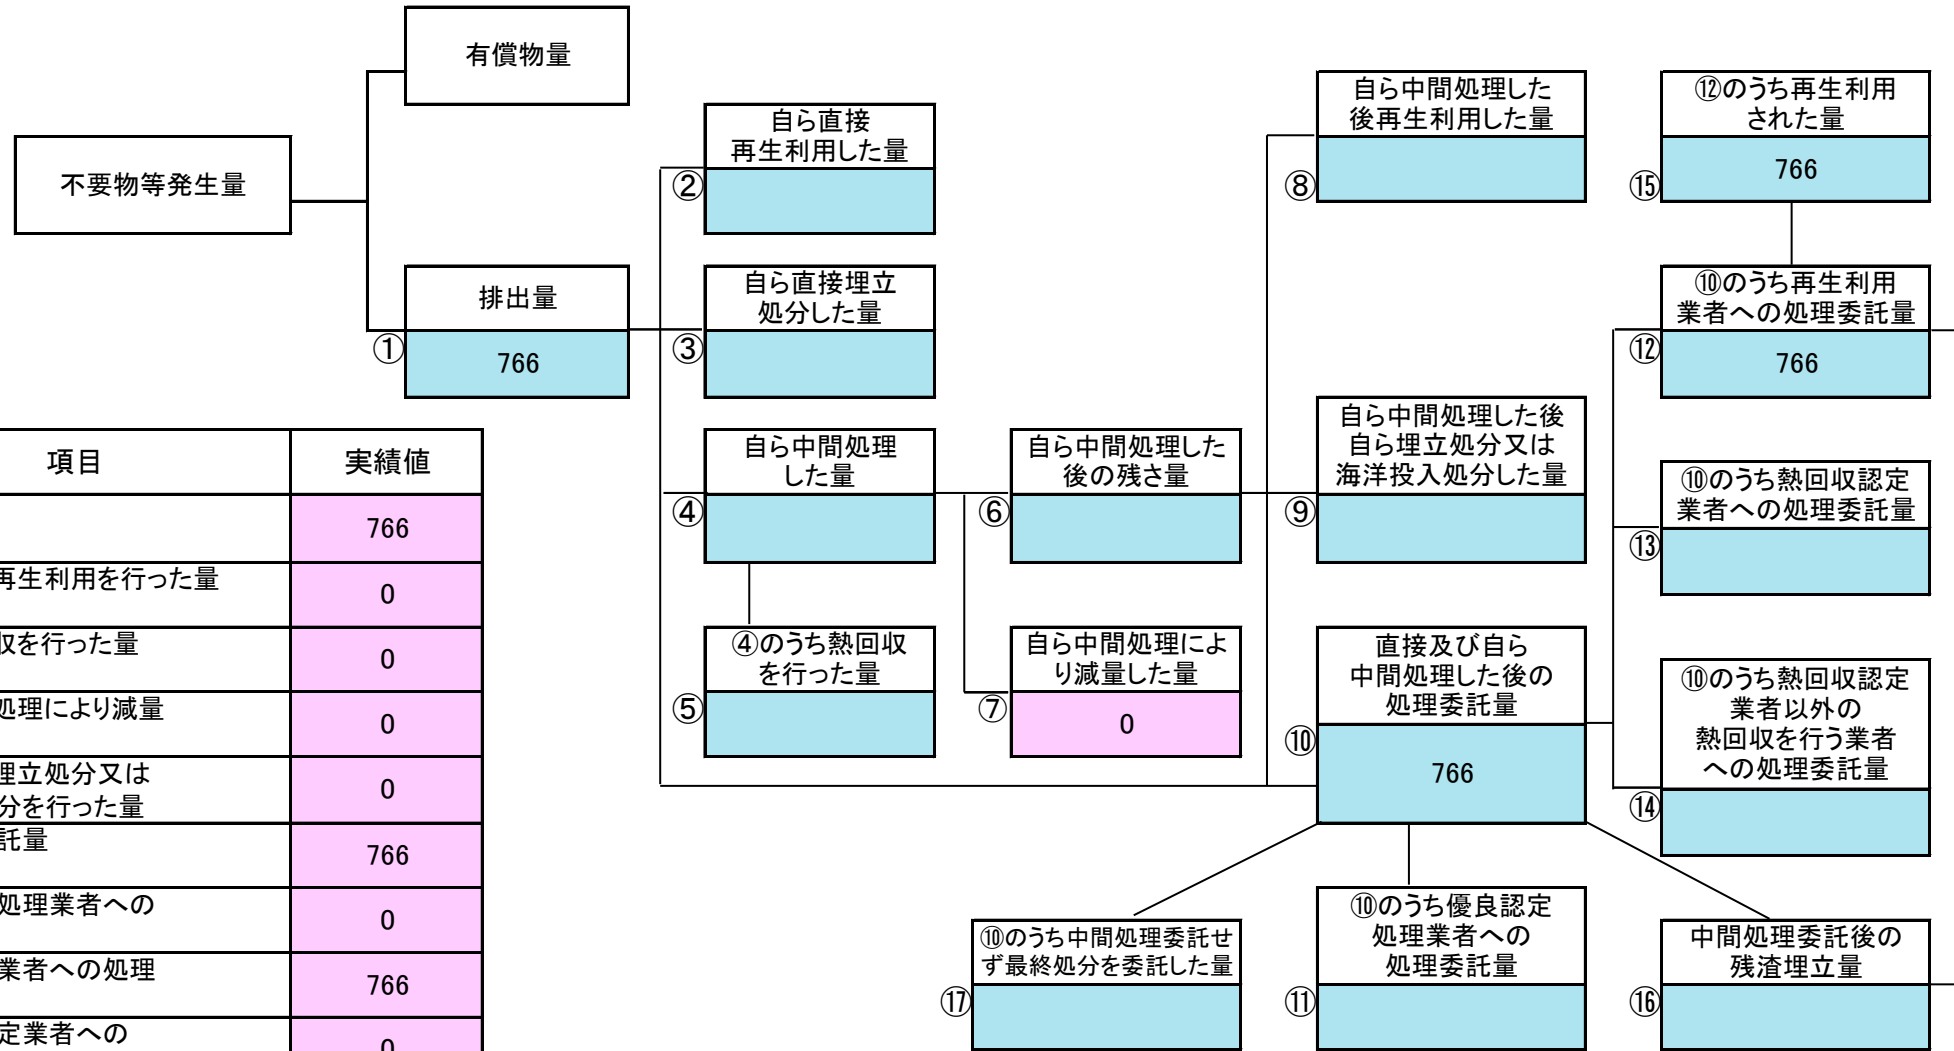 有償物量
不要物等発生量
排出量
①
766
自ら直接
再生利用した量
②
自ら直接埋立
処分した量
③
自ら中間処理
した量
④
④のうち熱回収
を行った量
⑤
自ら中間処理した
後の残さ量
⑥
自ら中間処理によ
り減量した量
⑦
0
自ら中間処理した
後再生利用した量
⑧
自ら中間処理した後
自ら埋立処分又は
海洋投入処分した量
⑨
直接及び自ら
中間処理した後の
処理委託量
⑩
766
⑫のうち再生利用
された量
⑮
766
⑩のうち再生利用
業者への処理委託量
⑫
766
⑩のうち熱回収認定
業者への処理委託量
⑬
⑩のうち熱回収認定
業者以外の
熱回収を行う業者
への処理委託量
⑭
⑩のうち中間処理委託せ
ず最終処分を委託した量
⑰
⑩のうち優良認定
処理業者への
処理委託量
⑪
中間処理委託後の
残渣埋立量
⑯
項目 実績値
766
再生利用を行った量
0
収を行った量
0
処理により減量
0
埋立処分又は
分を行った量
0
託量
766
処理業者への
0
業者への処理
766
定業者への
0